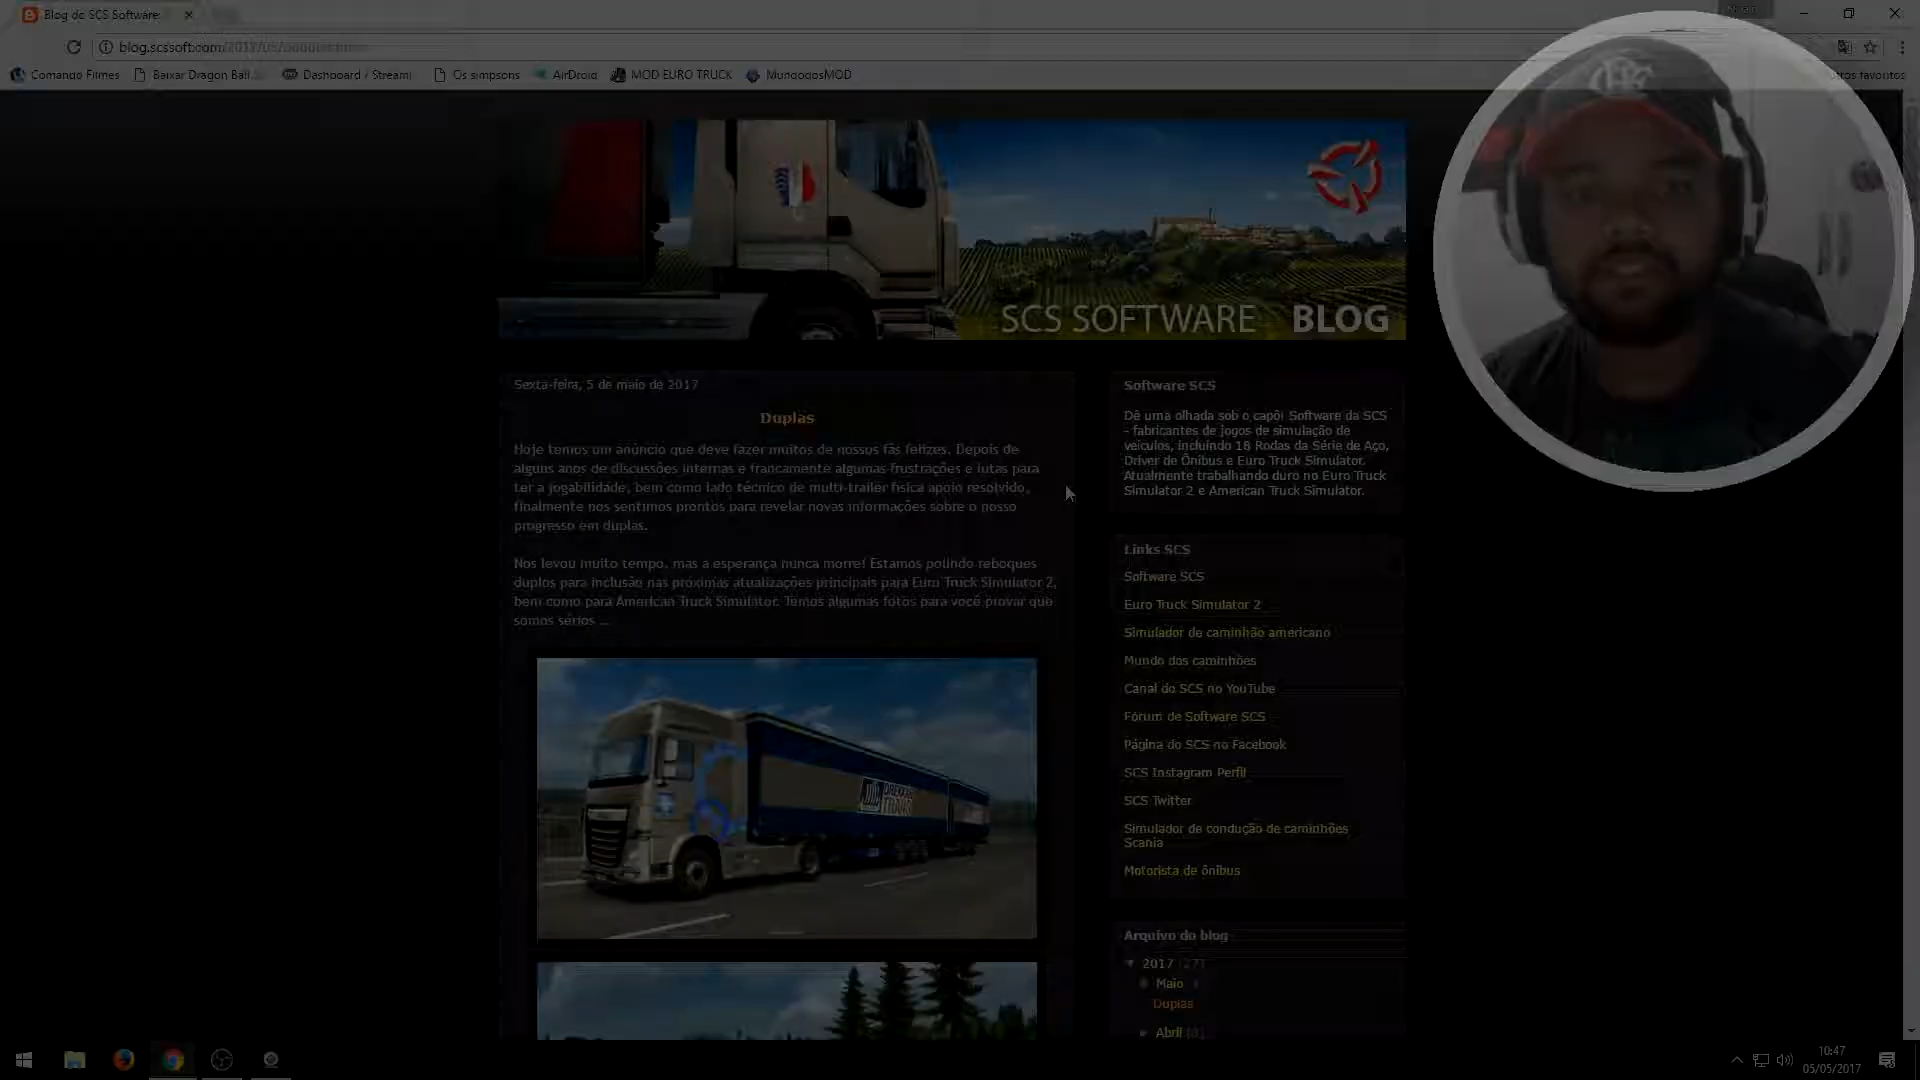 Blog do SCS Software:
blog.scssoft.com/2017/05/
Comando Filmes
Baixar Dragon Ball
Dashboard / Streami
Os simpsons
AirDroid
MOD EURO TRUCK
MundogasMOD
Outros favoritos
SCS SOFTWARE BLOG
Sexta-feira, 5 de maio de 2017
Duplas
Hoje temos um anúncio que deve fazer muitos de nossos fãs felizes. Depois de
alguns anos de discussões internas e francamente algumas frustrações e lutas para
ter a jogabilidade, bem como lado técnico de multi-trailer física apoio resolvido,
finalmente nos sentimos prontos para revelar novas informações sobre o nosso
progresso em duplas.
Nos levou muito tempo, mas a esperança nunca morre! Estamos polindo reboques
duplos para inclusão nas próximas atualizações principais para Euro Truck Simulator 2,
bem como para American Truck Simulator. Temos algumas fotos para você provar que
somos sérios ...
Software SCS
Dê uma olhada sob o capô! Software da SCS
- fabricantes de jogos de simulação de
veículos, incluindo 18 Rodas da Série de Aço,
Driver de Ônibus e Euro Truck Simulator.
Atualmente trabalhando duro no Euro Truck
Simulator 2 e American Truck Simulator.
Links SCS
Software SCS
Euro Truck Simulator 2
Simulador de caminhão americano
Mundo dos caminhões
Canal do SCS no YouTube
Fórum de Software SCS
Página do SCS no Facebook
SCS Instagram Perfil
SCS Twitter
Simulador de condução de caminhões
Scania
Motorista de ônibus
Arquivo do blog
2017 (27)
Maio
Duplas
Abril (8)
10:47
05/05/2017